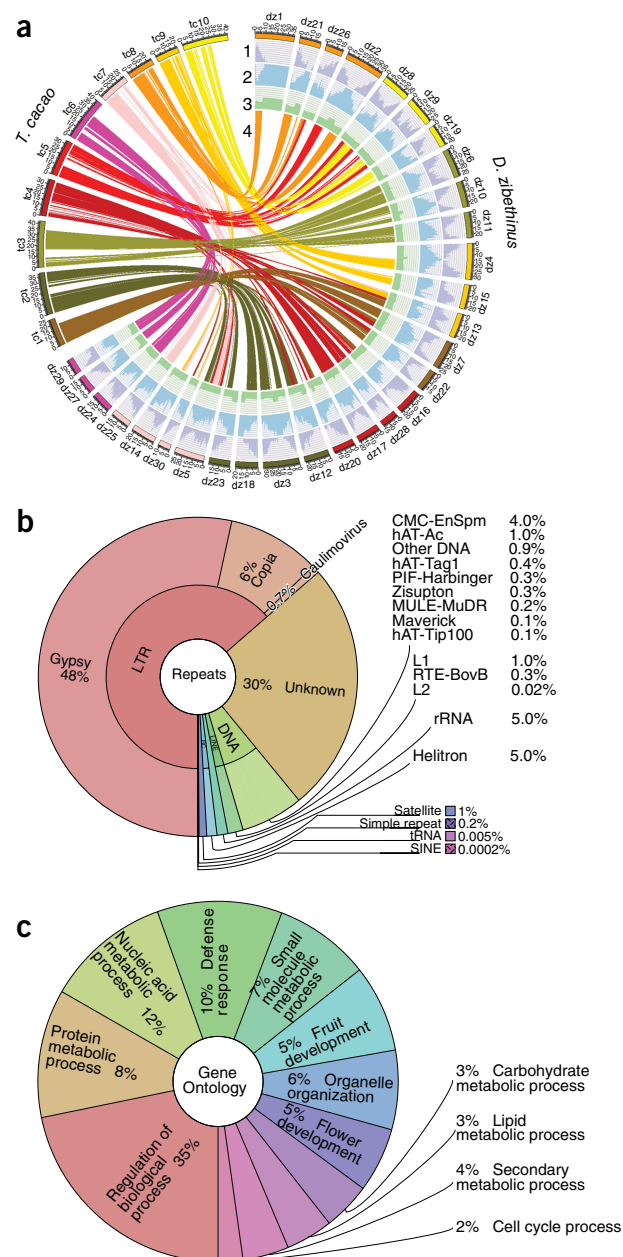 a
T. cacao
tc10
tc9
tc8
tc7
tc6
tc5
tc4
tc3
tc2
tc1
1
2
3
4
dz1
dz21
dz26
dz2
dz8
dz9
dz19
dz6
dz10
dz11
dz4
dz15
dz13
dz7
dz22
dz16
dz28
dz17
dz20
dz12
dz3
dz18
dz23
dz5
dz30
dz14
dz25
dz24
dz27
dz29
D. zibethinus
b
Repeats
LTR
Gypsy
48%
6%
Copia
0.7% Caulimovirus
30% Unknown
DNA
LINE
CMC-EnSpm 4.0%
hAT-Ac 1.0%
Other DNA 0.9%
hAT-Tag1 0.4%
PIF-Harbinger 0.3%
Zisupton 0.3%
MULE-MuDR 0.2%
Maverick 0.1%
hAT-Tip100 0.1%
L1 1.0%
RTE-BovB 0.3%
L2 0.02%
rRNA 5.0%
Helitron 5.0%
Satellite 1%
Simple repeat 0.2%
tRNA 0.005%
SINE 0.0002%
c
Gene
Ontology
Nucleic acid
metabolic
process 12%
10% Defense
response
7% Small
molecule
metabolic
process
Protein
metabolic 8%
process
5% Fruit
development
6% Organelle
organization
5% Flower
development
Regulation of
biological 35%
process
3% Carbohydrate
metabolic process
3% Lipid
metabolic process
4% Secondary
metabolic process
2% Cell cycle process